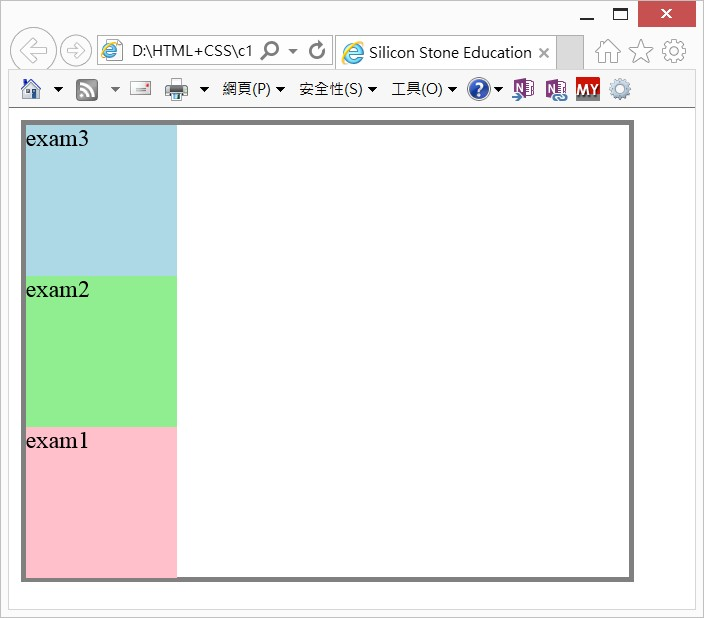 D:\HTML+CSS\c1
Silicon Stone Education
網頁(P) 安全性(S) 工具(O) ? N N MY
exam3
exam2
exam1